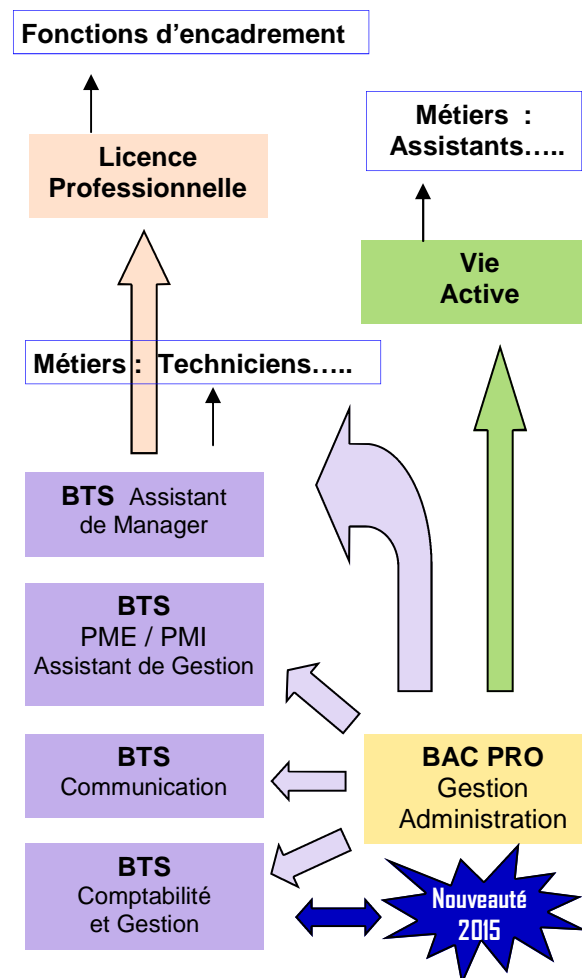 Fonctions d'encadrement
Métiers :
Assistants…..
Licence
Professionnelle
Vie
Active
Métiers : Techniciens…..
BTS Assistant
de Manager
BTS
PME / PMI
Assistant de Gestion
BTS
Communication
BAC PRO
Gestion
Administration
BTS
Comptabilité
et Gestion
Nouveauté
2015